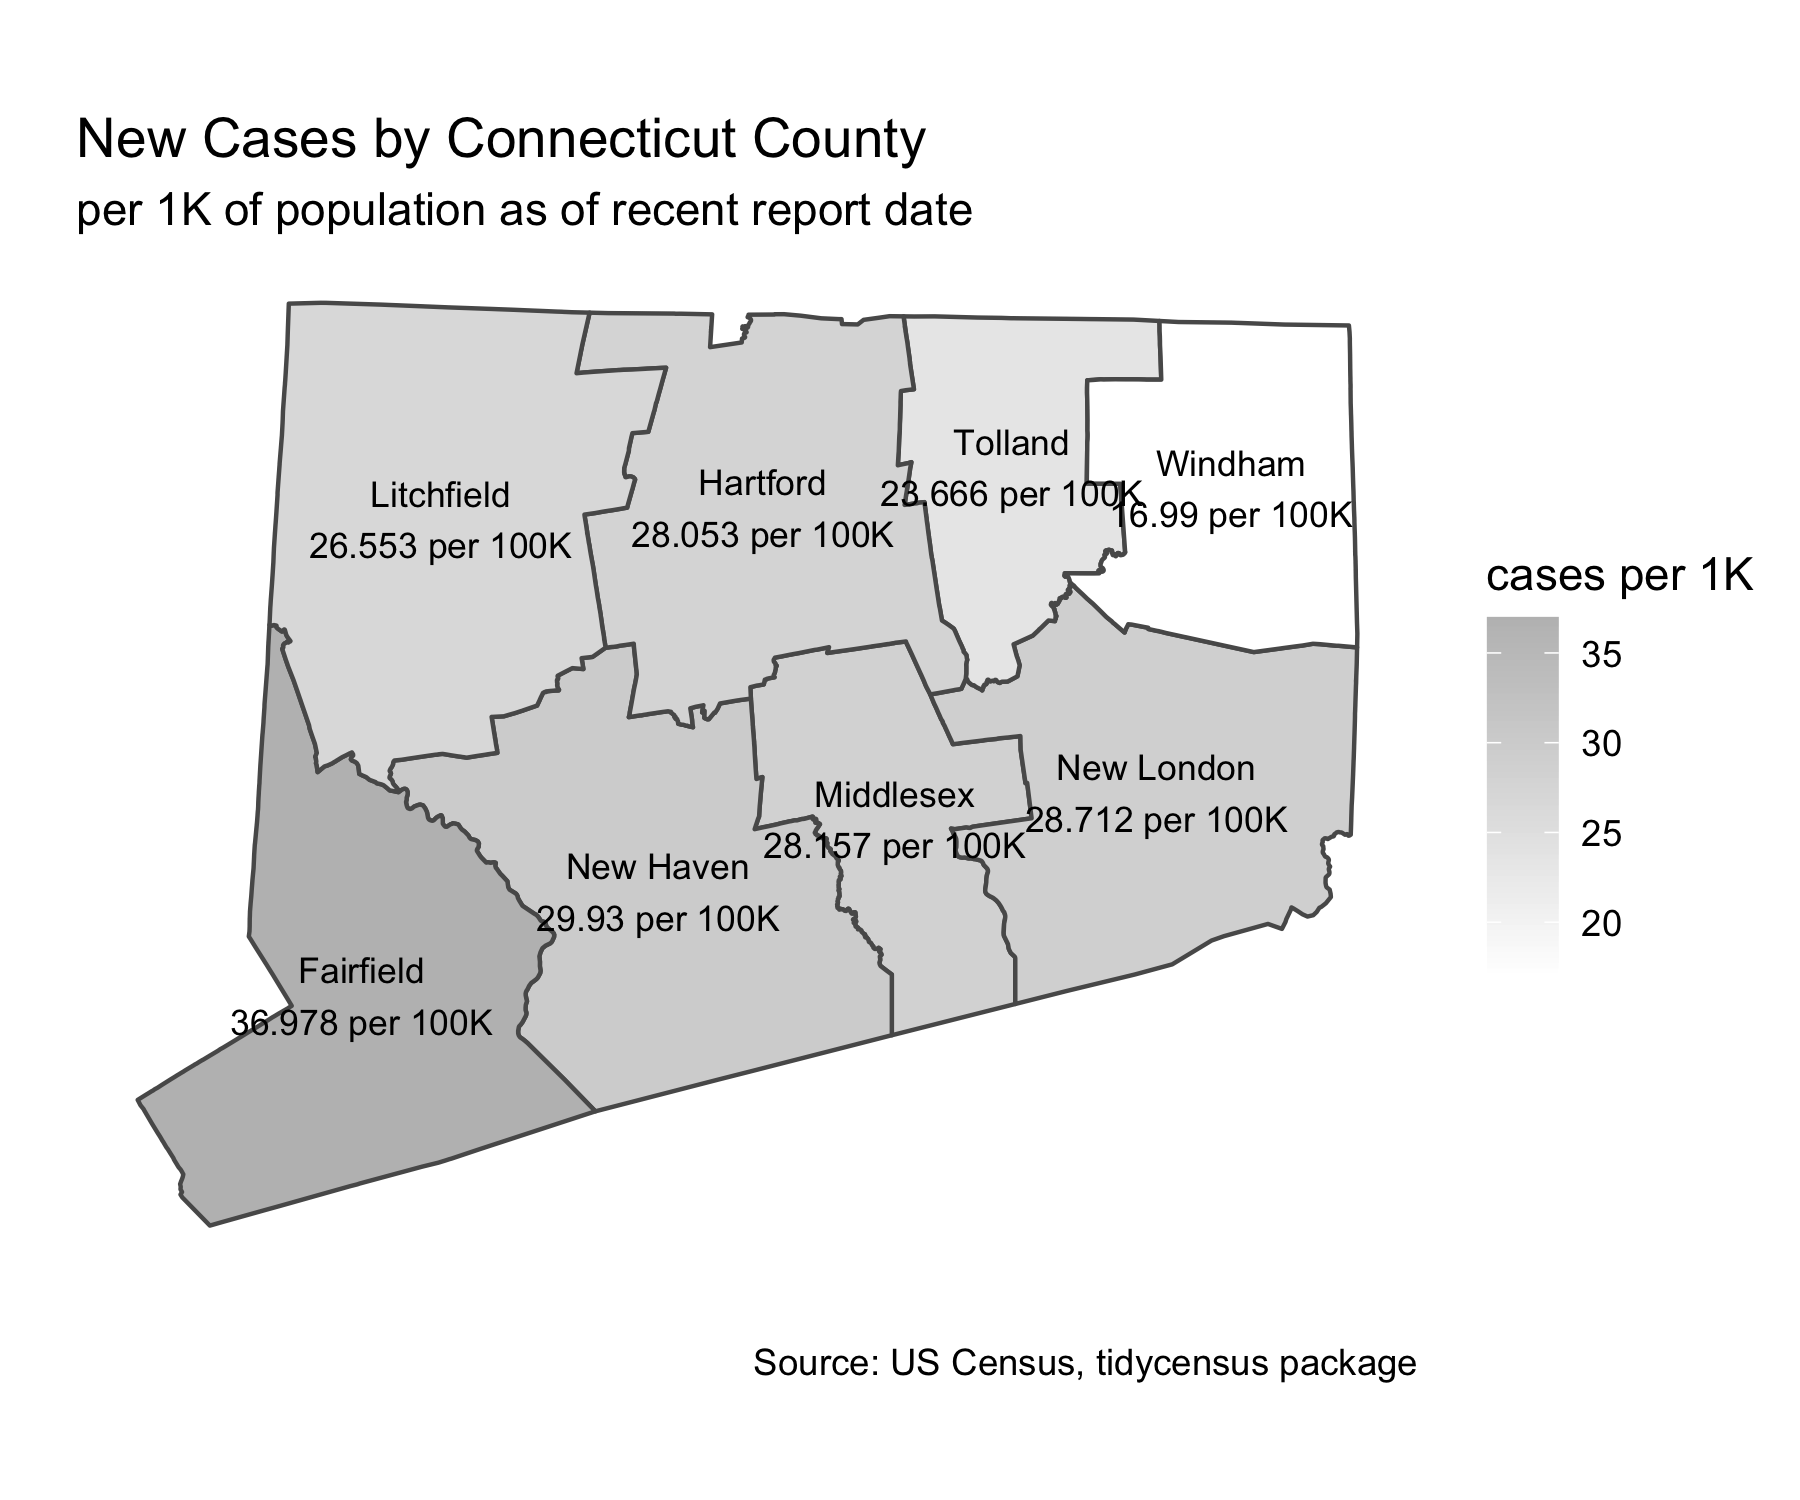 New Cases by Connecticut County
per 1K of population as of recent report date
Tolland
23.666 per 100K
Windham
16.99 per 100K
Hartford
28.053 per 100K
Litchfield
26.553 per 100K
cases per 1K
35
30
25
20
New London
28.712 per 100K
Middlesex
28.157 per 100K
New Haven
29.93 per 100K
Fairfield
36.978 per 100K
Source: US Census, tidycensus package